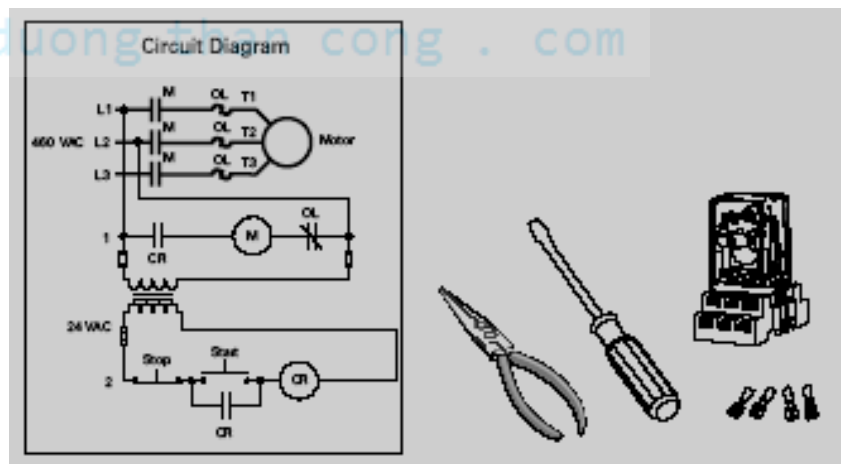 duong than cong . com
Circuit Diagram
M OL T1
L1
M OL T2
460 VAC L2 Motor
M OL T3
L3
OL
1 M
CR
24 VAC
Stop Start
2 CR
CR